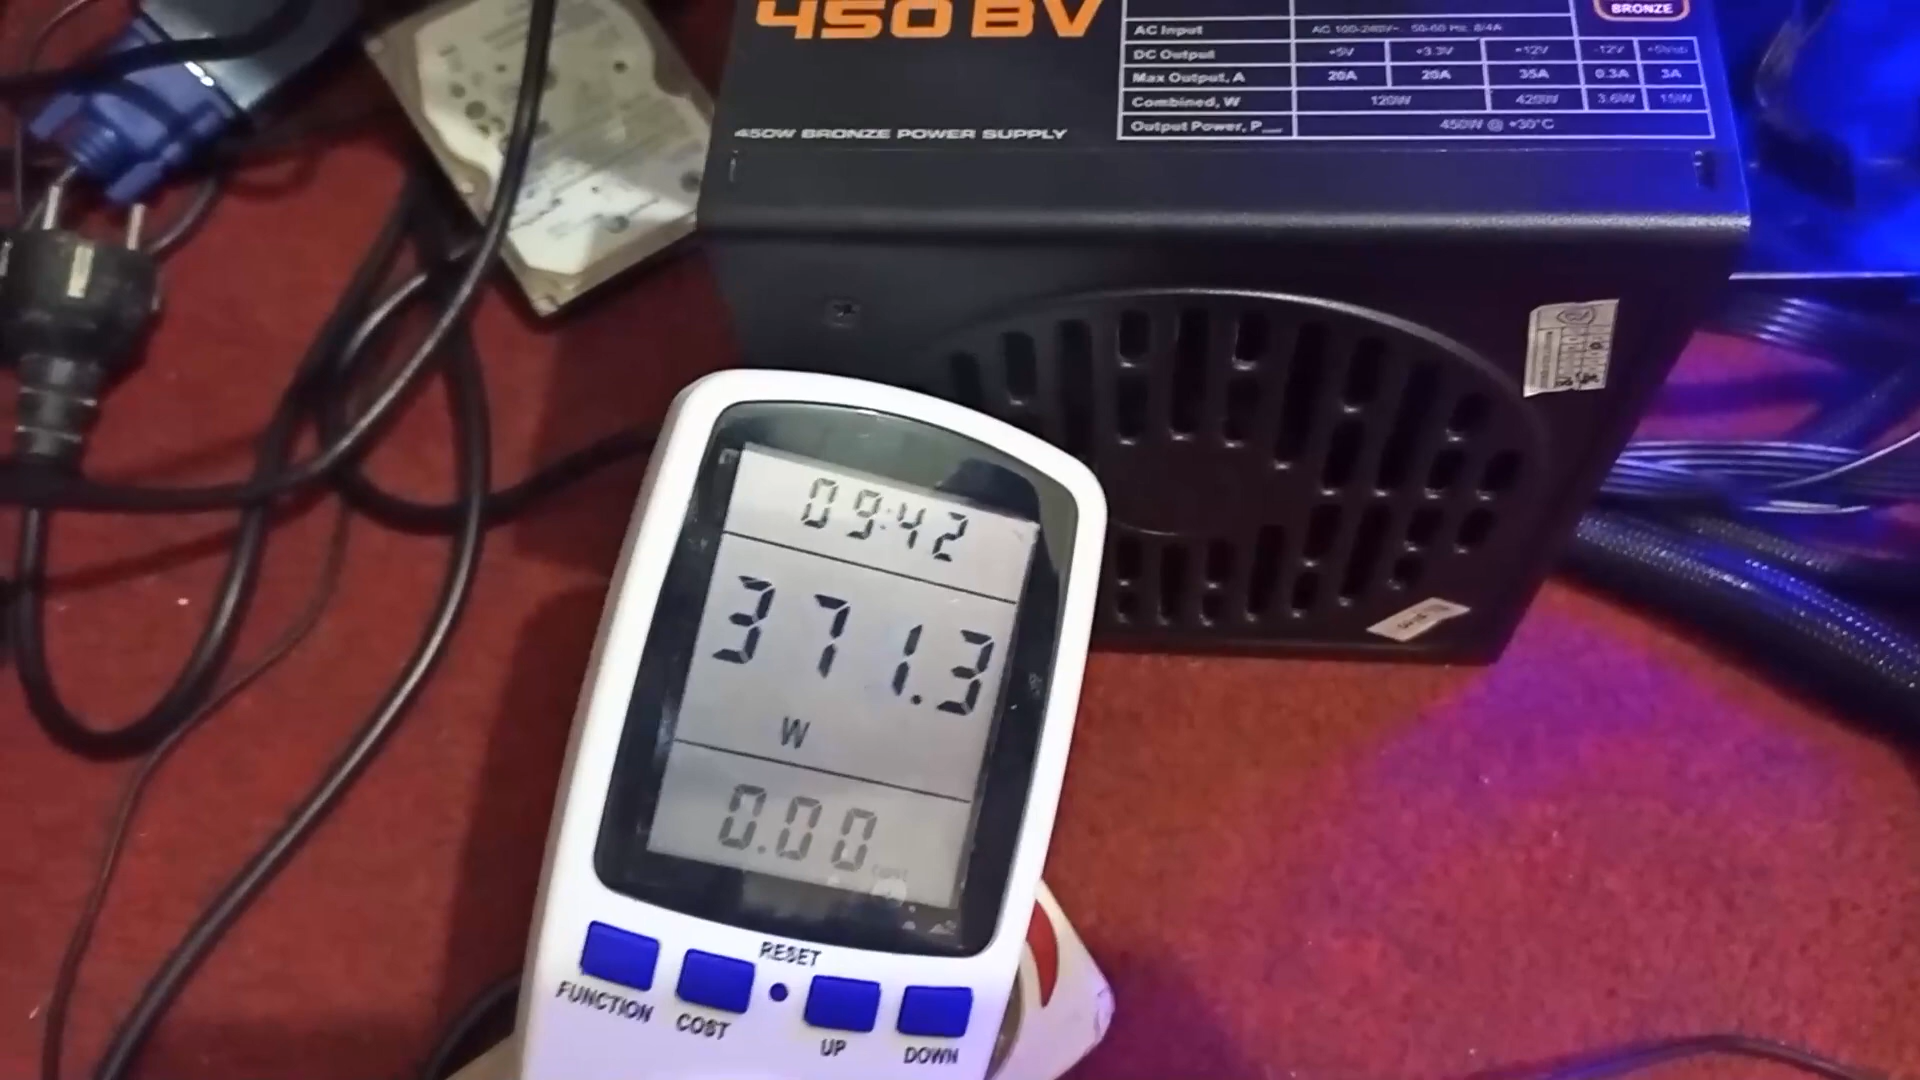 450 BV
BRONZE
AC Input AC 100-240V~ 50-60 Hz, 8/4A
DC Output +5V +3.3V +12V -12V +5Vsb
Max Output, A 20A 20A 35A 0.3A 3A
Combined, W 120W 420W 3.6W 15W
Output Power, P 450W @ +30°C
450W BRONZE POWER SUPPLY
09:42
371.3
W
0.00
RESET
FUNCTION
COST
UP
DOWN